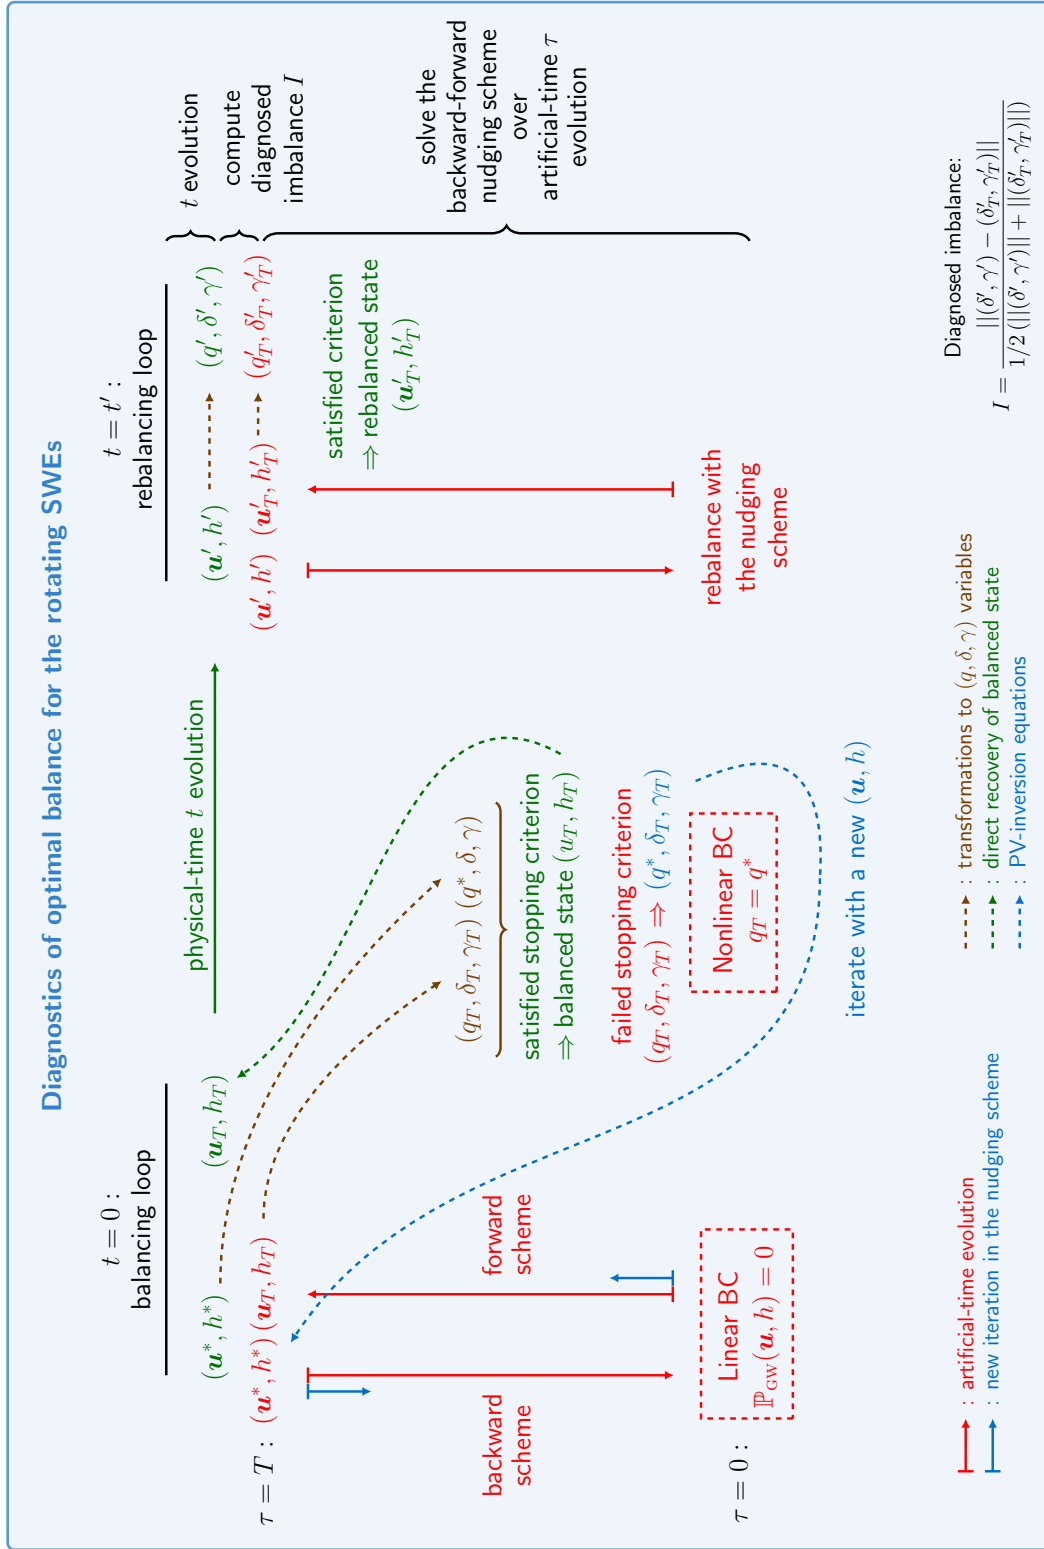 Diagnostics of optimal balance for the rotating SWEs
t = 0 :
balancing loop
t = t′ :
rebalancing loop
(u*, h*)
(u_T, h_T)
physical-time t evolution
(u′, h′)
(q′, δ′, γ′)
t evolution
τ = T :
(u*, h*)
(u_T, h_T)
(u′, h′)
(u′_T, h′_T)
(q′_T, δ′_T, γ′_T)
compute
diagnosed
imbalance I
backward
scheme
forward
scheme
(q_T, δ_T, γ_T) (q*, δ, γ)
satisfied stopping criterion
⇒ balanced state (u_T, h_T)
failed stopping criterion
(q_T, δ_T, γ_T) ⇒ (q*, δ_T, γ_T)
Nonlinear BC
q_T = q*
iterate with a new (u, h)
satisfied criterion
⇒ rebalanced state
(u′_T, h′_T)
rebalance with
the nudging
scheme
solve the
backward-forward
nudging scheme
over
artificial-time τ
evolution
τ = 0 :
Linear BC
ℙ_GW(u, h) = 0
: artificial-time evolution
: new iteration in the nudging scheme
: transformations to (q, δ, γ) variables
: direct recovery of balanced state
: PV-inversion equations
Diagnosed imbalance:
I = ||(δ′, γ′) − (δ′_T, γ′_T)||
1/2 (||(δ′, γ′)|| + ||(δ′_T, γ′_T)||)